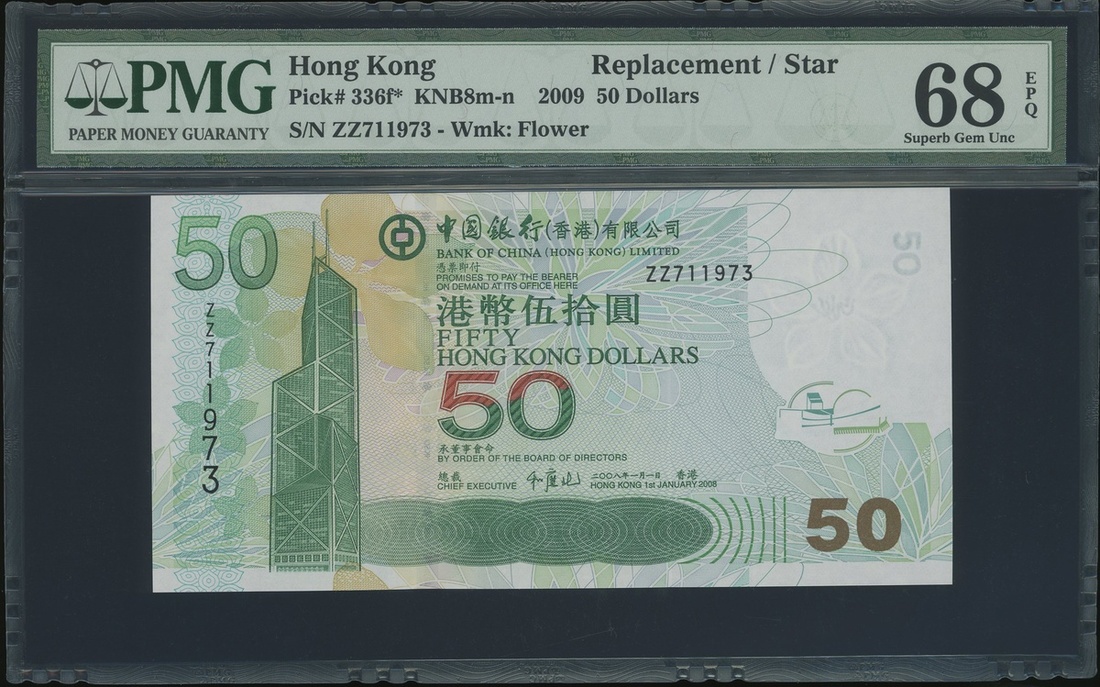 PMG
PAPER MONEY GUARANTY
Hong Kong Replacement / Star
Pick# 336f* KNB8m-n 2009 50 Dollars
S/N ZZ711973 - Wmk: Flower
68 EPQ
Superb Gem Unc
50
中國銀行(香港)有限公司
BANK OF CHINA (HONG KONG) LIMITED
憑票即付
PROMISES TO PAY THE BEARER
ON DEMAND AT ITS OFFICE HERE
ZZ711973
港幣伍拾圓
FIFTY
HONG KONG DOLLARS
50
ZZ711973
承董事會命
BY ORDER OF THE BOARD OF DIRECTORS
總裁
CHIEF EXECUTIVE
和廣北
二〇〇八年一月一日 香港
HONG KONG 1ST JANUARY 2008
50
50